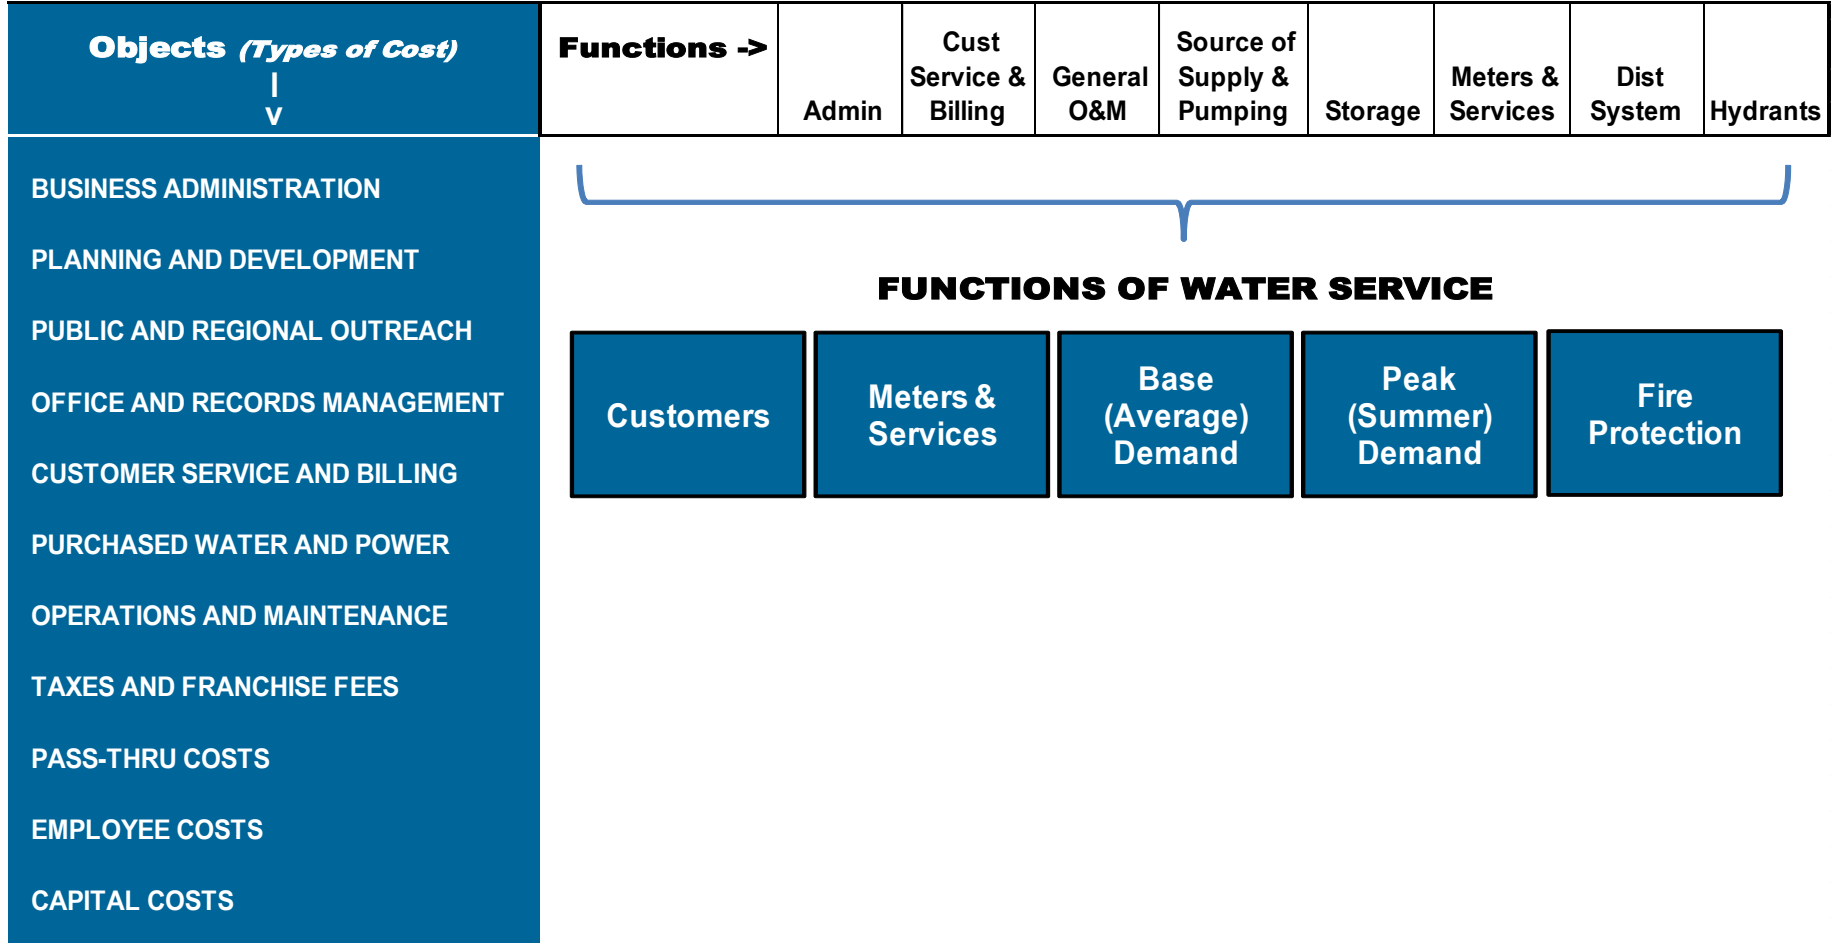 Objects (Types of Cost)
|
V
Functions ->
Admin
Cust
Service &
Billing
General
O&M
Source of
Supply &
Pumping
Storage
Meters &
Services
Dist
System
Hydrants
BUSINESS ADMINISTRATION
PLANNING AND DEVELOPMENT
PUBLIC AND REGIONAL OUTREACH
OFFICE AND RECORDS MANAGEMENT
CUSTOMER SERVICE AND BILLING
PURCHASED WATER AND POWER
OPERATIONS AND MAINTENANCE
TAXES AND FRANCHISE FEES
PASS-THRU COSTS
EMPLOYEE COSTS
CAPITAL COSTS
FUNCTIONS OF WATER SERVICE
Customers
Meters &
Services
Base
(Average)
Demand
Peak
(Summer)
Demand
Fire
Protection